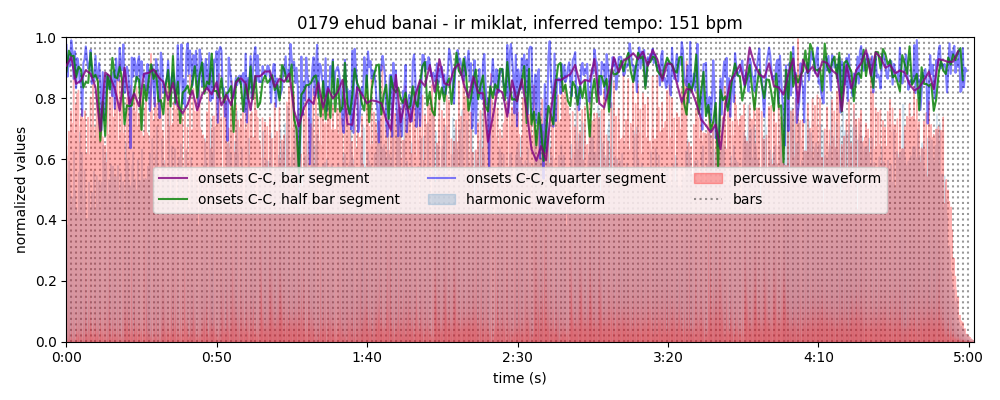 0179 ehud banai - ir miklat, inferred tempo: 151 bpm
normalized values
1.0
0.8
0.6
0.4
0.2
0.0
onsets C-C, bar segment
onsets C-C, half bar segment
onsets C-C, quarter segment
harmonic waveform
percussive waveform
bars
0:00 0:50 1:40 2:30 3:20 4:10 5:00
time (s)